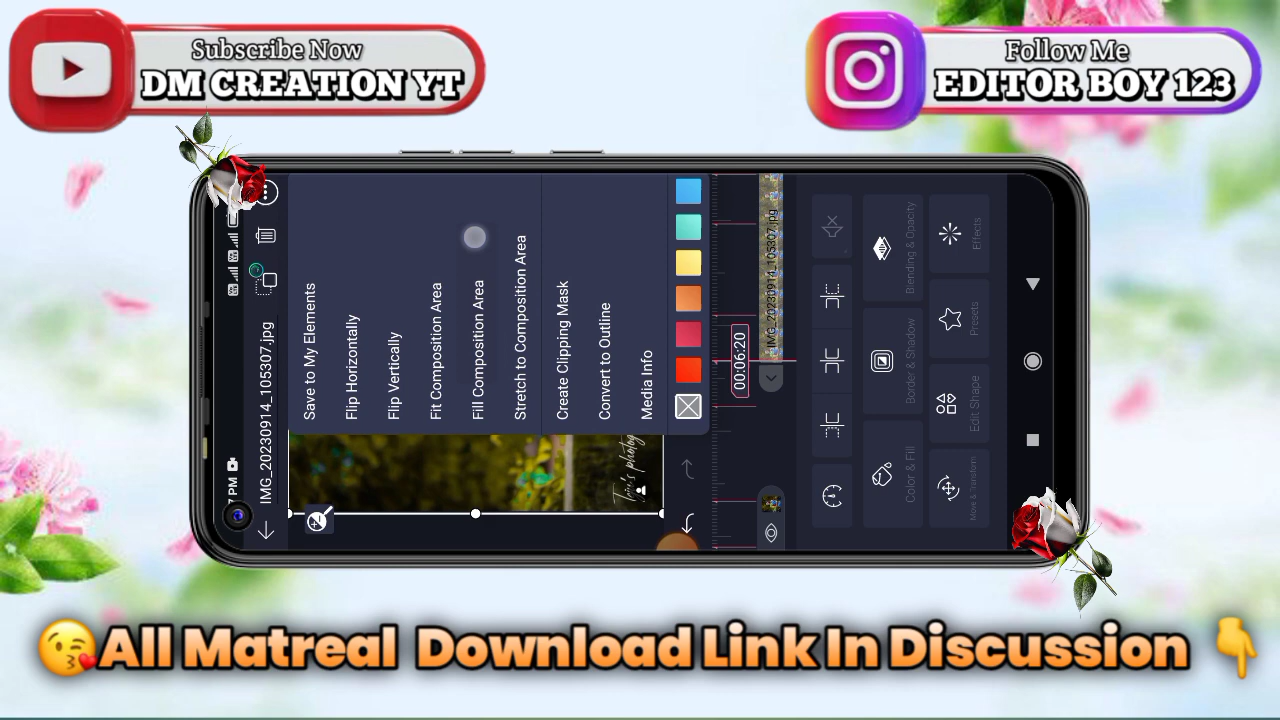 Subscribe Now
DM CREATION YT
Follow Me
EDITOR BOY 123
7 PM
IMG_20230914_105307.jpg
Save to My Elements
Flip Horizontally
Flip Vertically
Fit Composition Area
Fill Composition Area
Stretch to Composition Area
Create Clipping Mask
Convert to Outline
Media Info
00:06:20
IMG_20230914_105307.jpg
Color & Fill
Border & Shadow
Blending & Opacity
Move & Transform
Edit Shape
Presets
Effects
😘All Matreal Download Link In Discussion 👇